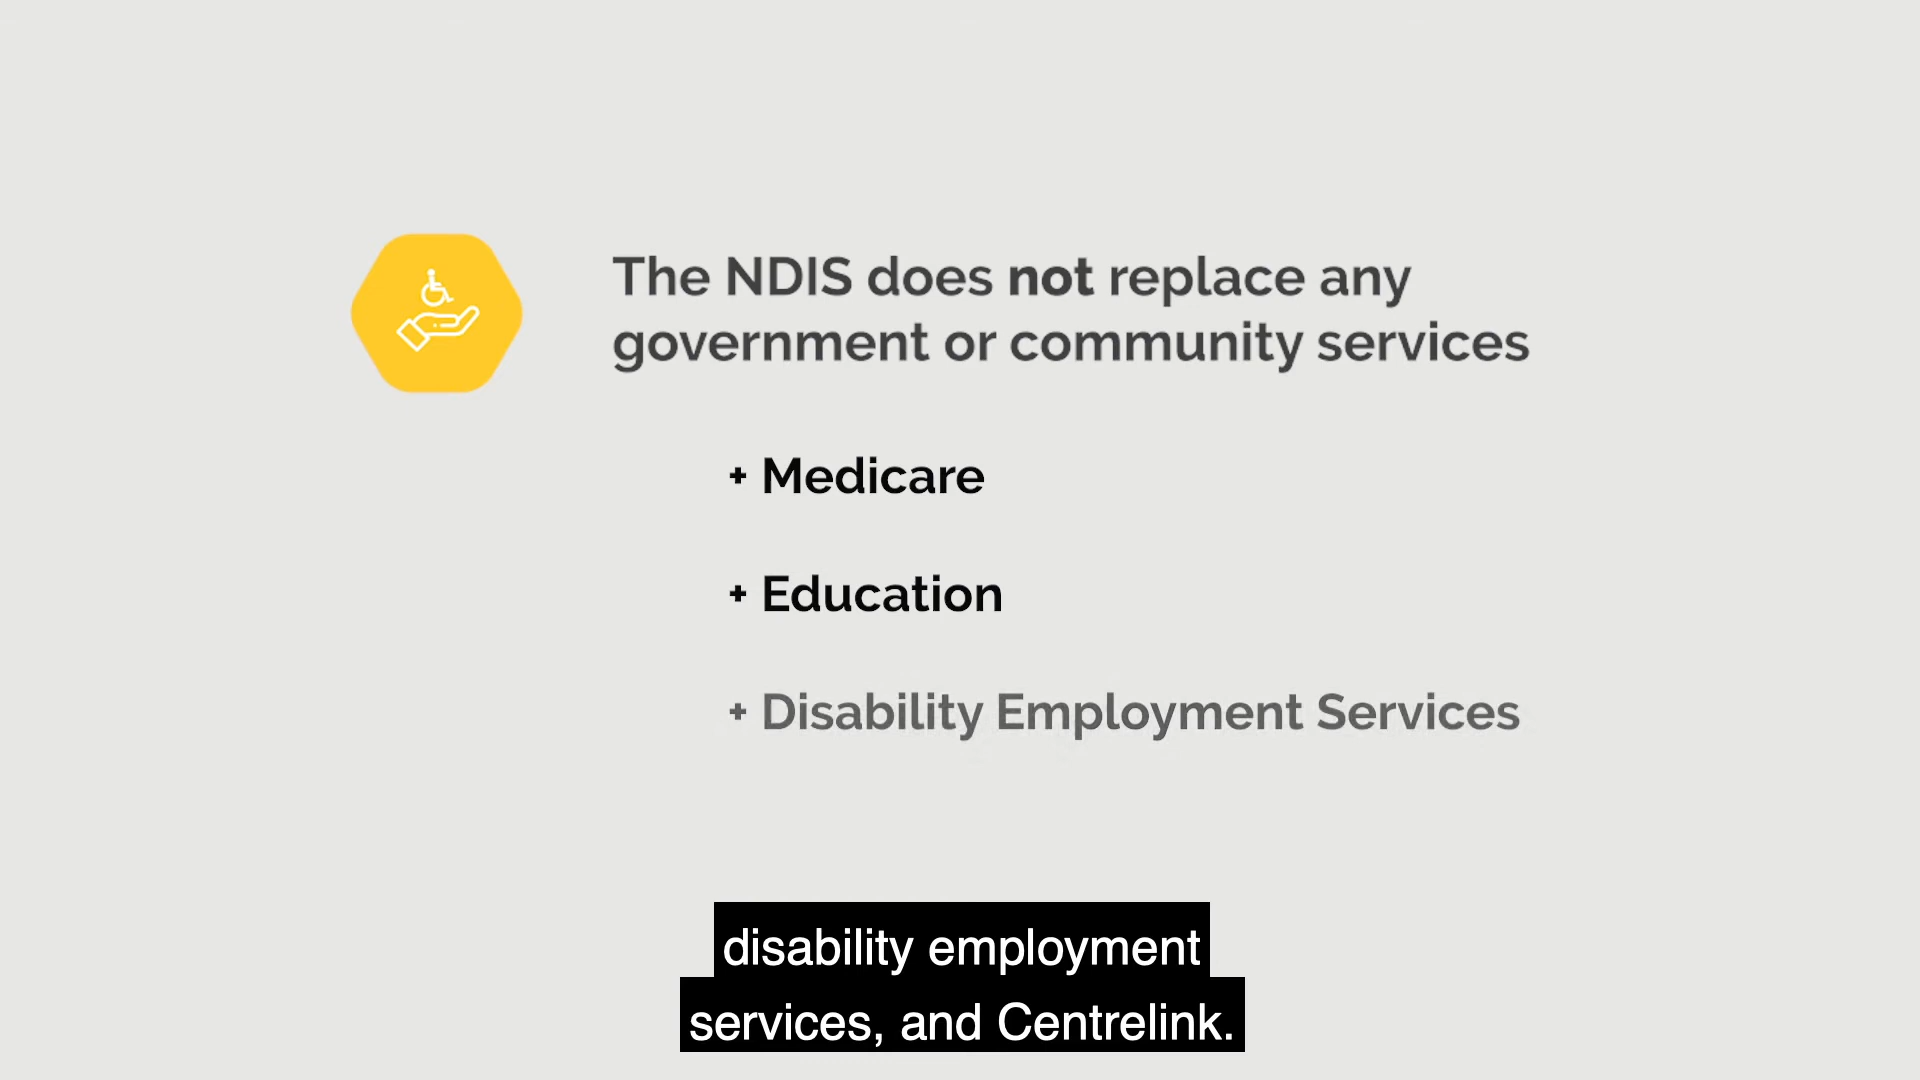 The NDIS does not replace any
government or community services
+ Medicare
+ Education
+ Disability Employment Services
disability employment
services, and Centrelink.